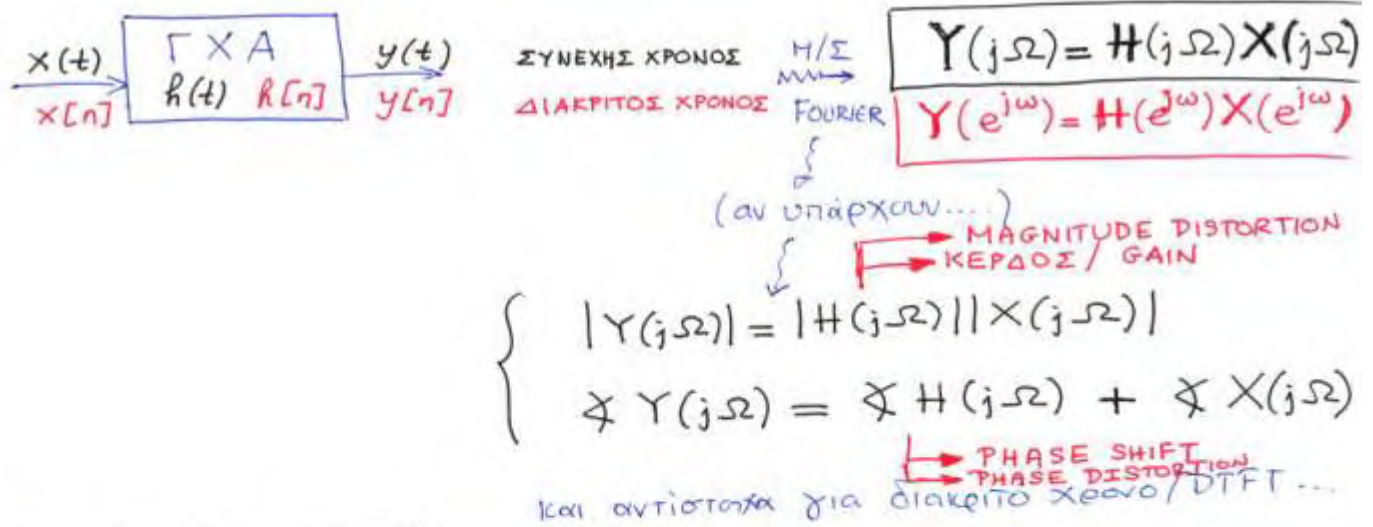 x(t) ΓΧΑ y(t) ΣΥΝΕΧΗΣ ΧΡΟΝΟΣ Μ/Σ Y(jΩ)= H(jΩ)X(jΩ)
x[n] h(t) h[n] y[n] ΔΙΑΚΡΙΤΟΣ ΧΡΟΝΟΣ FOURIER Y(e^{jω})= H(e^{jω})X(e^{jω})
(αν υπάρχουν....)
MAGNITUDE DISTORTION
ΚΕΡΔΟΣ / GAIN
|Y(jΩ)| = |H(jΩ)||X(jΩ)|
∢ Y(jΩ) = ∢ H(jΩ) + ∢ X(jΩ)
PHASE SHIFT
PHASE DISTORTION
και αντίστοιχα για διακριτό χρόνο/DTFT ...